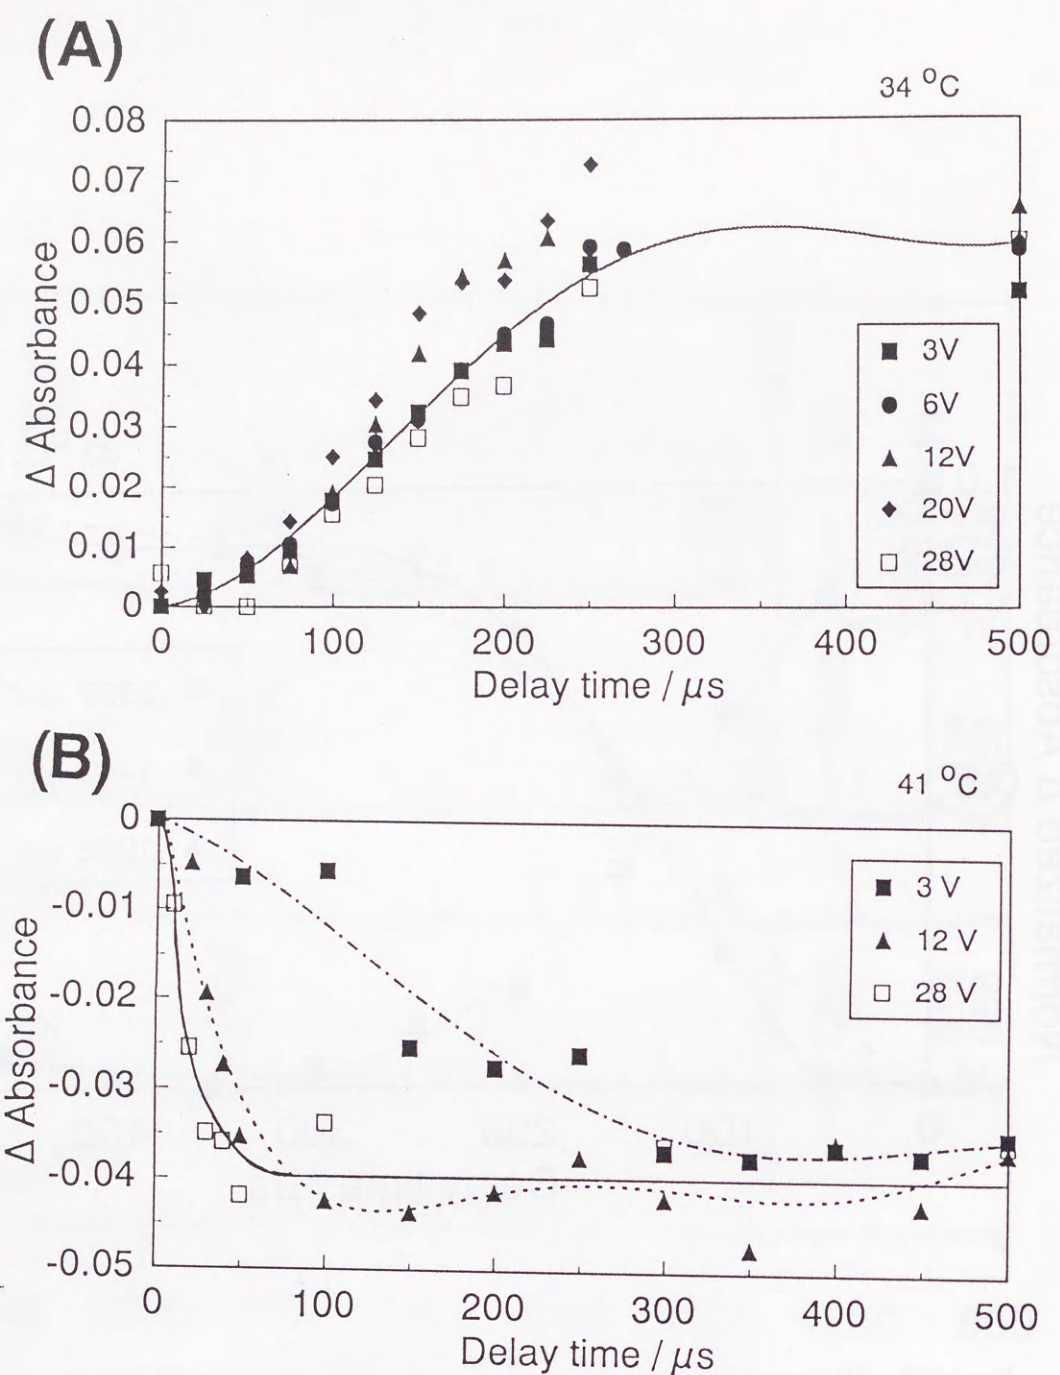 (A)
34 °C
0.08
0.07
0.06
0.05
0.04
0.03
0.02
0.01
0
Δ Absorbance
3V
6V
12V
20V
28V
0 100 200 300 400 500
Delay time / μs
(B)
41 °C
0
-0.01
-0.02
-0.03
-0.04
-0.05
Δ Absorbance
3 V
12 V
28 V
0 100 200 300 400 500
Delay time / μs